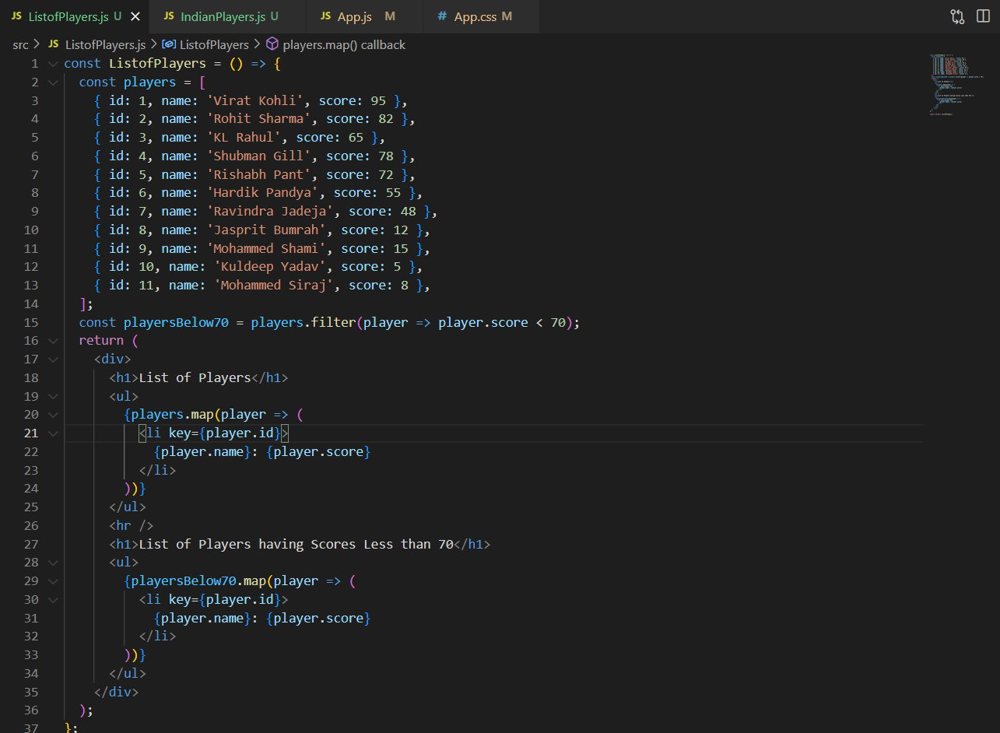 JS ListofPlayers.js U × JS IndianPlayers.js U JS App.js M # App.css M
src > JS ListofPlayers.js > ListofPlayers > players.map() callback
1 const ListofPlayers = () => {
2   const players = [
3     { id: 1, name: 'Virat Kohli', score: 95 },
4     { id: 2, name: 'Rohit Sharma', score: 82 },
5     { id: 3, name: 'KL Rahul', score: 65 },
6     { id: 4, name: 'Shubman Gill', score: 78 },
7     { id: 5, name: 'Rishabh Pant', score: 72 },
8     { id: 6, name: 'Hardik Pandya', score: 55 },
9     { id: 7, name: 'Ravindra Jadeja', score: 48 },
10     { id: 8, name: 'Jasprit Bumrah', score: 12 },
11     { id: 9, name: 'Mohammed Shami', score: 15 },
12     { id: 10, name: 'Kuldeep Yadav', score: 5 },
13     { id: 11, name: 'Mohammed Siraj', score: 8 },
14   ];
15   const playersBelow70 = players.filter(player => player.score < 70);
16   return (
17     <div>
18       <h1>List of Players</h1>
19       <ul>
20         {players.map(player => (
21           <li key={player.id}>
22             {player.name}: {player.score}
23           </li>
24         ))}
25       </ul>
26       <hr />
27       <h1>List of Players having Scores Less than 70</h1>
28       <ul>
29         {playersBelow70.map(player => (
30           <li key={player.id}>
31             {player.name}: {player.score}
32           </li>
33         ))}
34       </ul>
35     </div>
36   );
37 };